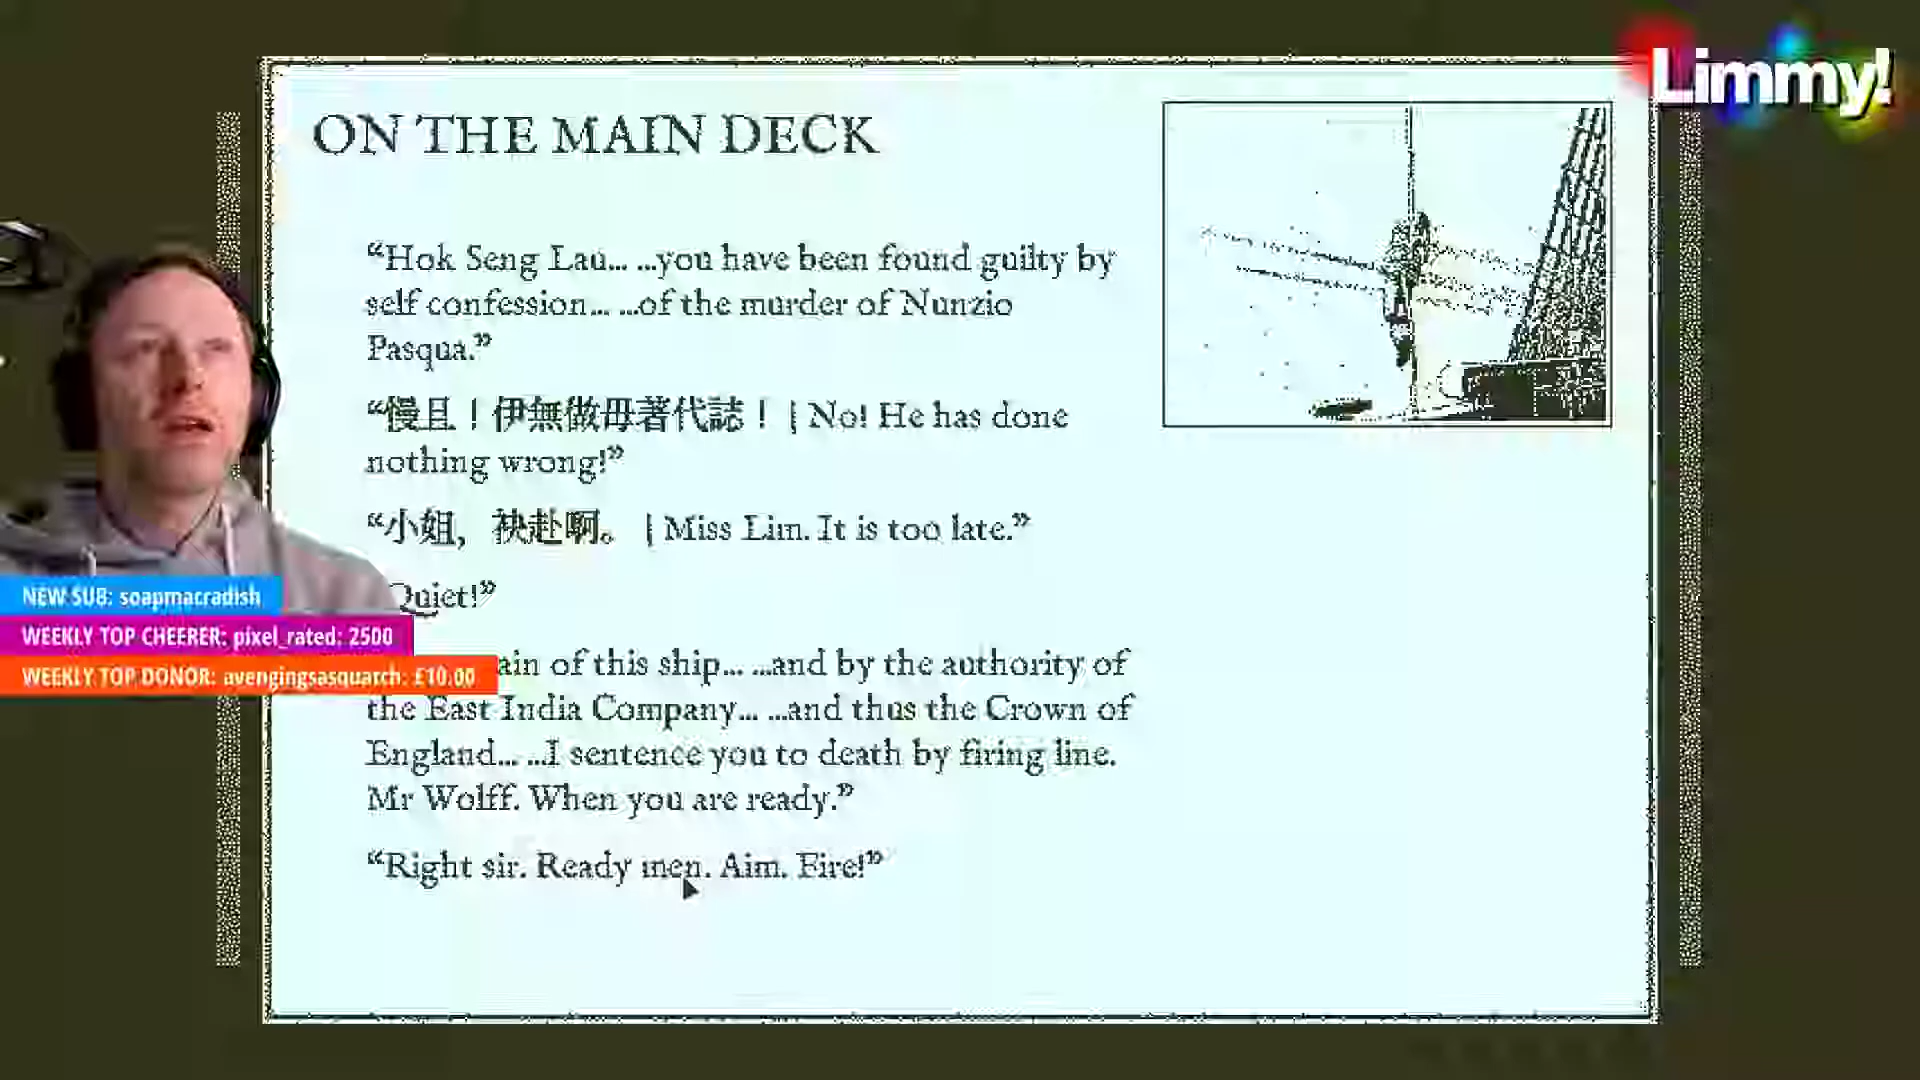 Limmy!
ON THE MAIN DECK
“Hok Seng Lau... ...you have been found guilty by
self confession... ...of the murder of Nunzio
Pasqua.”
“慢且！伊無做毋著代誌！ | No! He has done
nothing wrong!”
“小姐，袂赴啊。 | Miss Lim. It is too late.”
Quiet!”
ain of this ship... ...and by the authority of
the East India Company... ...and thus the Crown of
England... ...I sentence you to death by firing line.
Mr Wolff. When you are ready.”
“Right sir. Ready men. Aim. Fire!”
NEW SUB: soapmacradish
WEEKLY TOP CHEERER: pixel_rated: 2500
WEEKLY TOP DONOR: avengingsasquatch: £10.00